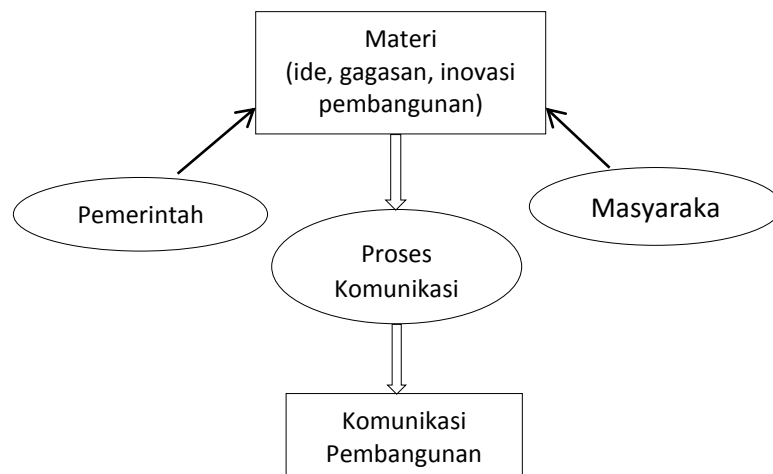 Materi
(ide, gagasan, inovasi
pembangunan)
Pemerintah
Masyaraka
Proses
Komunikasi
Komunikasi
Pembangunan